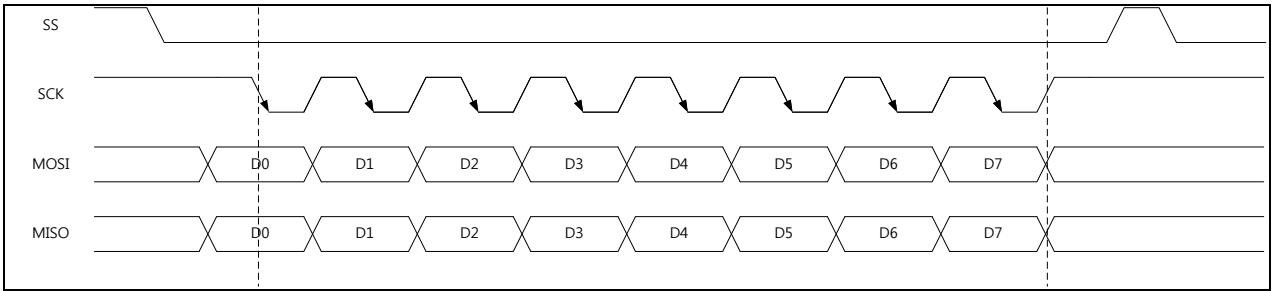 SS
SCK
MOSI D0 D1 D2 D3 D4 D5 D6 D7
MISO D0 D1 D2 D3 D4 D5 D6 D7